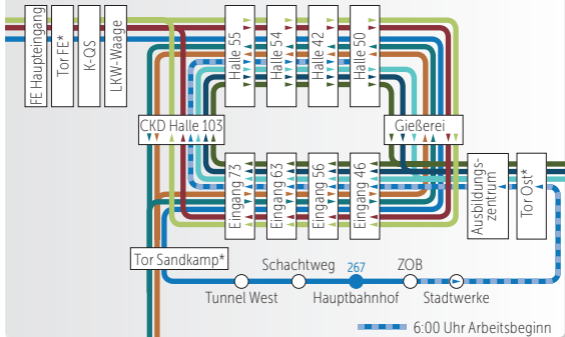 FE Haupteingang
Tor FE*
K-QS
LKW-Waage
Halle 55
Halle 54
Halle 42
Halle 50
CKD Halle 103
Gießerei
Eingang 73
Eingang 63
Eingang 56
Eingang 46
Ausbildungs-
zentrum
Tor Ost*
Tor Sandkamp*
Schachtweg
267
ZOB
Tunnel West
Hauptbahnhof
Stadtwerke
6:00 Uhr Arbeitsbeginn